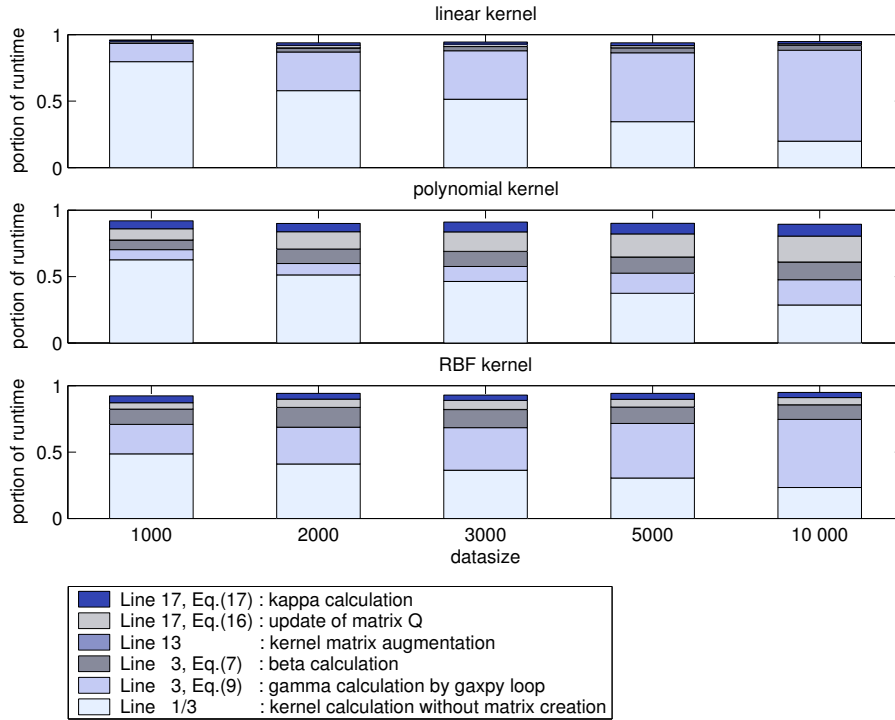 linear kernel
1
0.5
0
portion of runtime
polynomial kernel
1
0.5
0
portion of runtime
RBF kernel
1
0.5
0
portion of runtime
1000 2000 3000 5000 10 000
datasize
Line 17, Eq.(17) : kappa calculation
Line 17, Eq.(16) : update of matrix Q
Line 13 : kernel matrix augmentation
Line 3, Eq.(7) : beta calculation
Line 3, Eq.(9) : gamma calculation by gaxpy loop
Line 1/3 : kernel calculation without matrix creation